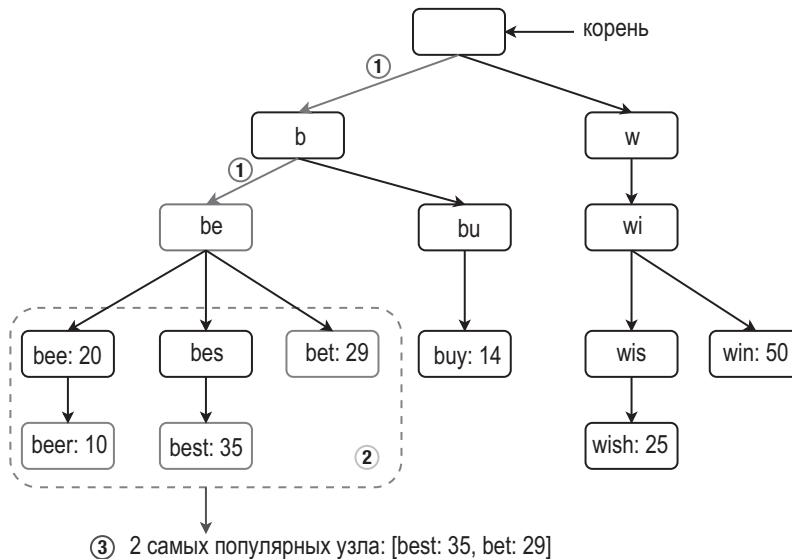 корень
1
b
w
1
be
bu
wi
bee: 20
bes
bet: 29
buy: 14
wis
win: 50
beer: 10
best: 35
2
wish: 25
3 2 самых популярных узла: [best: 35, bet: 29]